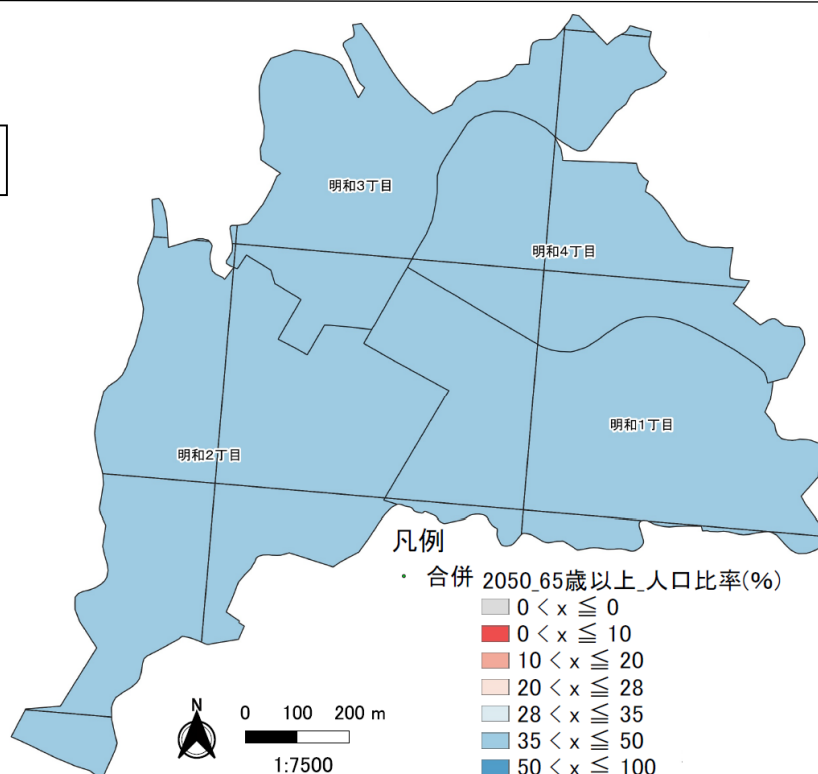 明和3丁目
明和4丁目
明和1丁目
明和2丁目
凡例
合併
2050_65歳以上_人口比率(%)
0 < x ≦ 0
0 < x ≦ 10
10 < x ≦ 20
20 < x ≦ 28
28 < x ≦ 35
35 < x ≦ 50
50 < x ≦ 100
N
0 100 200 m
1:7500